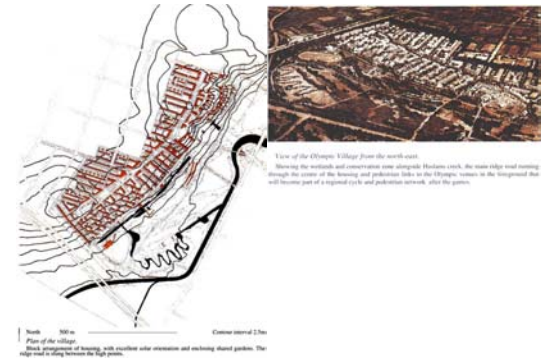 North 500 m Contour interval 2.5m
Plan of the village.
Block arrangement of housing, with excellent solar orientation and enclosing shared gardens. The
ridge road is slung between the high points.
View of the Olympic Village from the north-east.
Showing the wetlands and conservation zone alongside Haslams creek, the main ridge road running
through the centre of the housing and pedestrian links to the Olympic venues in the foreground that
will become part of a regional cycle and pedestrian network after the games.